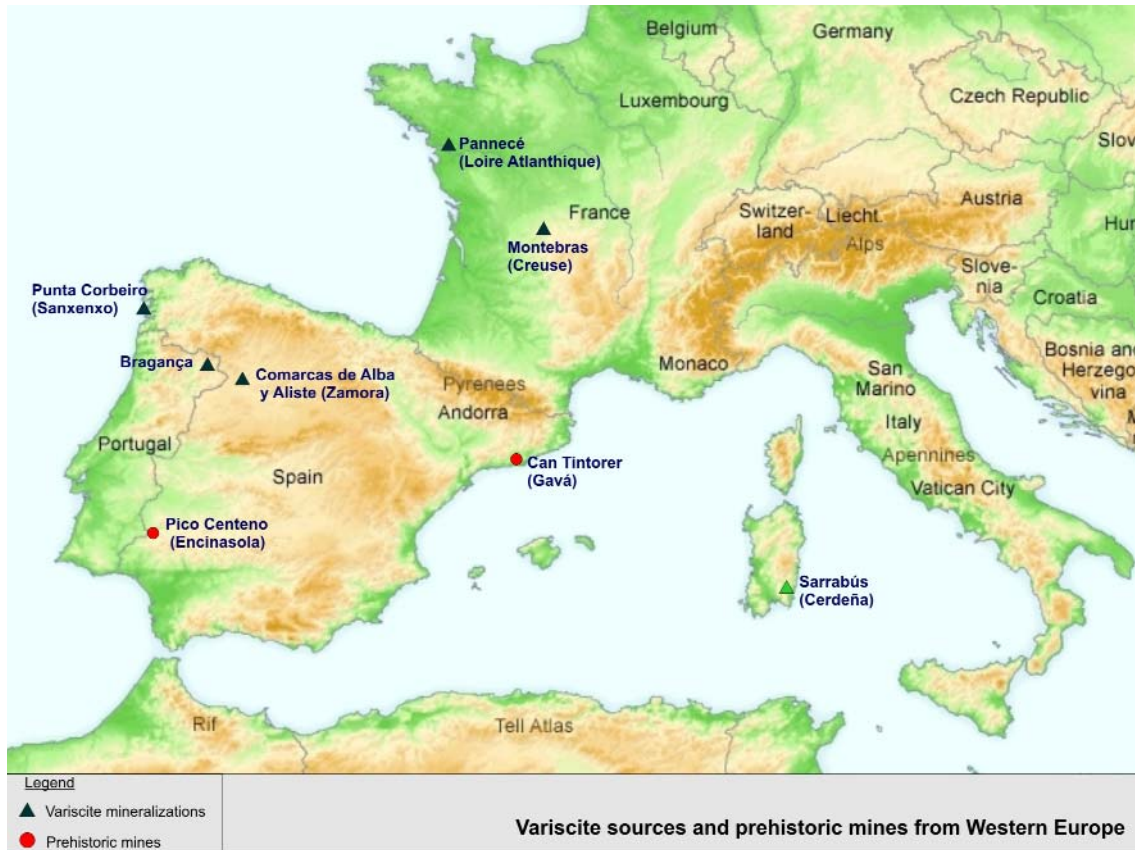 Belgium
Germany
Luxembourg
Czech Republic
Slov
Pannecé
(Loire Atlanthique)
France
Switzer-
land
Liecht.
Austria
Alps
Hun
Montebras
(Creuse)
Slove-
nia
Croatia
Punta Corbeiro
(Sanxenxo)
Bosnia and
Herzego
vina
Monaco
San
Marino
M
Bragança
Comarcas de Alba
y Aliste (Zamora)
Pyrenees
Andorra
Italy
Apennines
Portugal
Spain
Can Tintorer
(Gavá)
Vatican City
Pico Centeno
(Encinasola)
Sarrabús
(Cerdeña)
Rif
Tell Atlas
Legend
Variscite mineralizations
Prehistoric mines
Variscite sources and prehistoric mines from Western Europe